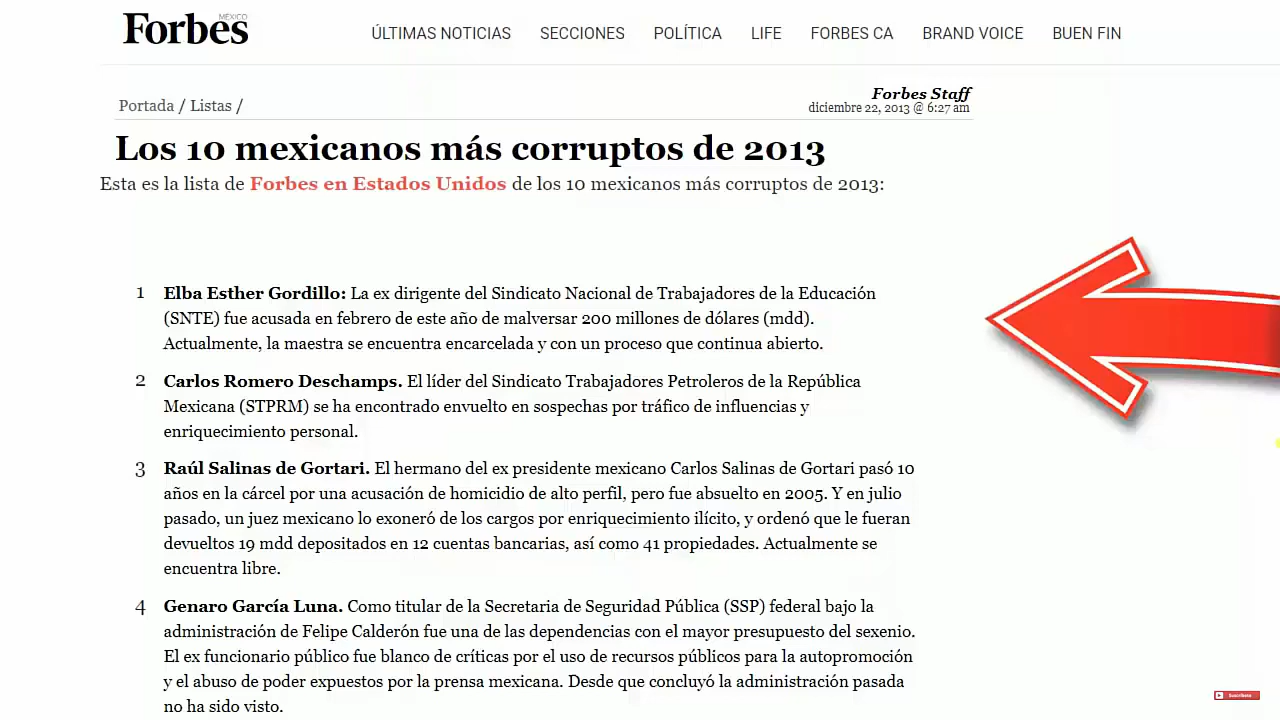 Forbes
MÉXICO
ÚLTIMAS NOTICIAS SECCIONES POLÍTICA LIFE FORBES CA BRAND VOICE BUEN FIN
Portada / Listas /
Forbes Staff
diciembre 22, 2013 @ 6:27 am
Los 10 mexicanos más corruptos de 2013
Esta es la lista de Forbes en Estados Unidos de los 10 mexicanos más corruptos de 2013:
1 Elba Esther Gordillo: La ex dirigente del Sindicato Nacional de Trabajadores de la Educación
(SNTE) fue acusada en febrero de este año de malversar 200 millones de dólares (mdd).
Actualmente, la maestra se encuentra encarcelada y con un proceso que continua abierto.
2 Carlos Romero Deschamps. El líder del Sindicato Trabajadores Petroleros de la República
Mexicana (STPRM) se ha encontrado envuelto en sospechas por tráfico de influencias y
enriquecimiento personal.
3 Raúl Salinas de Gortari. El hermano del ex presidente mexicano Carlos Salinas de Gortari pasó 10
años en la cárcel por una acusación de homicidio de alto perfil, pero fue absuelto en 2005. Y en julio
pasado, un juez mexicano lo exoneró de los cargos por enriquecimiento ilícito, y ordenó que le fueran
devueltos 19 mdd depositados en 12 cuentas bancarias, así como 41 propiedades. Actualmente se
encuentra libre.
4 Genaro García Luna. Como titular de la Secretaria de Seguridad Pública (SSP) federal bajo la
administración de Felipe Calderón fue una de las dependencias con el mayor presupuesto del sexenio.
El ex funcionario público fue blanco de críticas por el uso de recursos públicos para la autopromoción
y el abuso de poder expuestos por la prensa mexicana. Desde que concluyó la administración pasada
no ha sido visto.